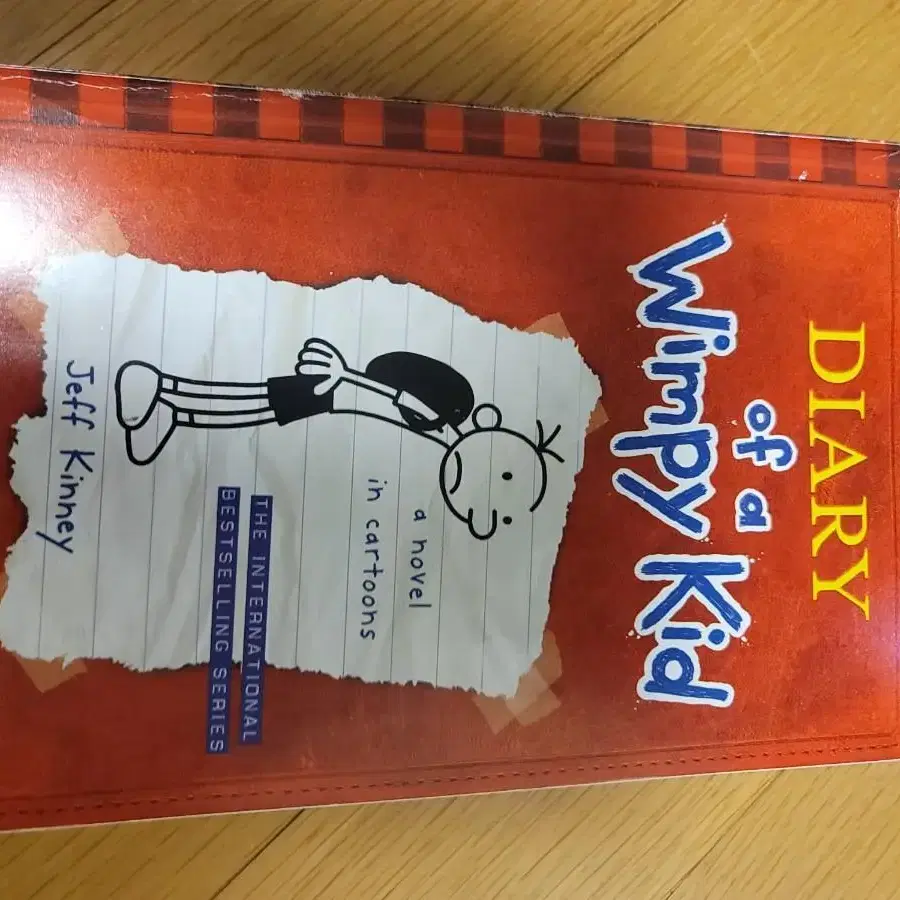 DIARY
of a
Wimpy Kid
a novel
in cartoons
THE INTERNATIONAL
BESTSELLING SERIES
Jeff Kinney